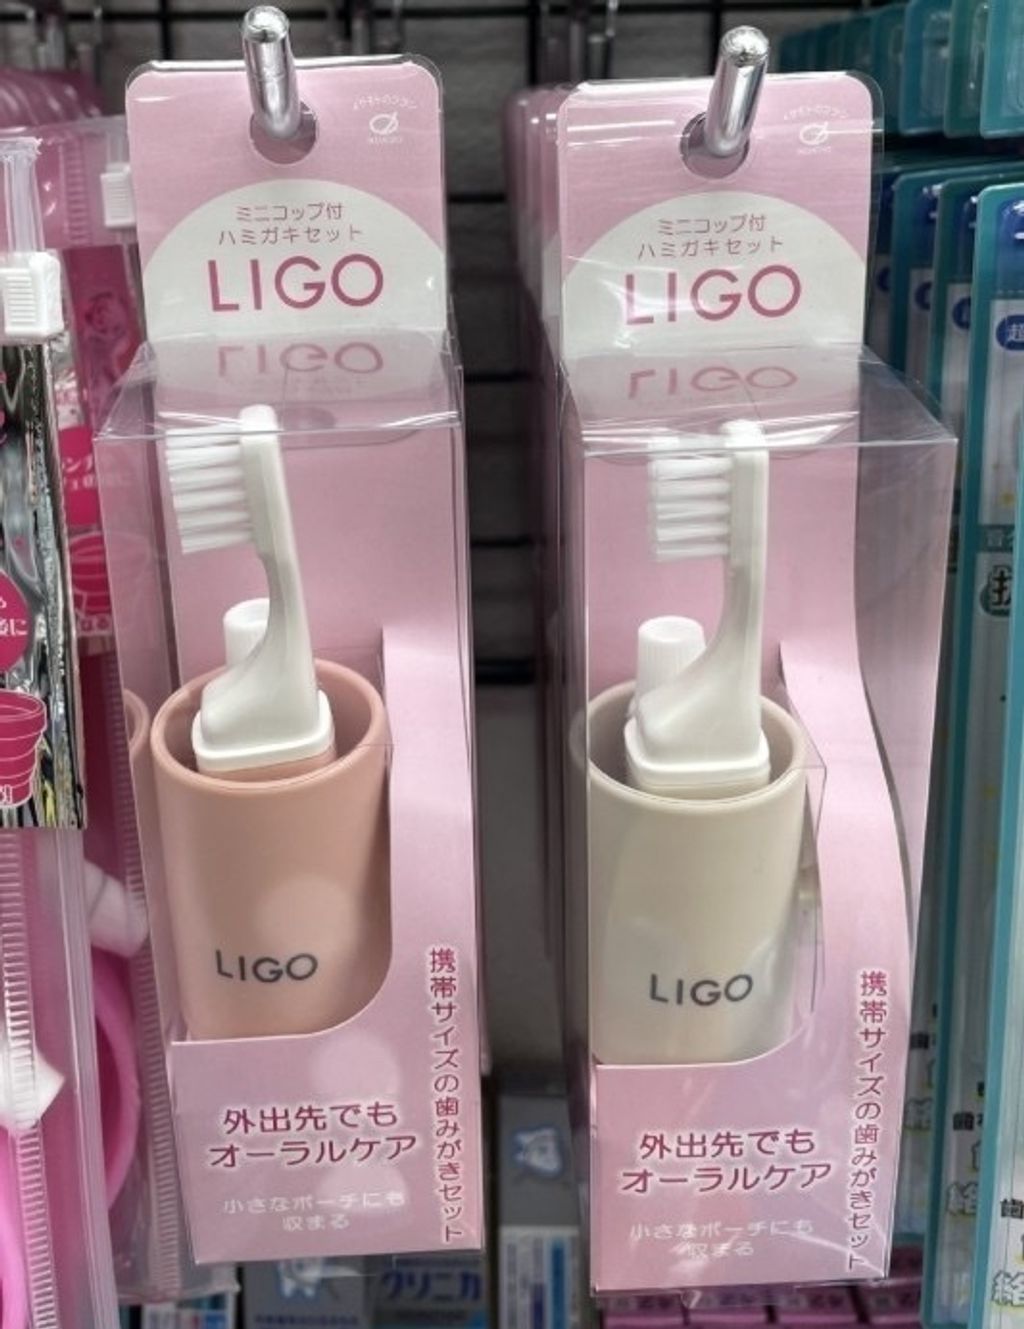 ミニコップ付
ハミガキセット
LIGO
LIGO
外出先でも
オーラルケア
小さなポーチにも
収まる
携帯サイズの歯みがきセット
ミニコップ付
ハミガキセット
LIGO
LIGO
外出先でも
オーラルケア
小さなポーチにも
収まる
携帯サイズの歯みがきセット
クリニカ
超